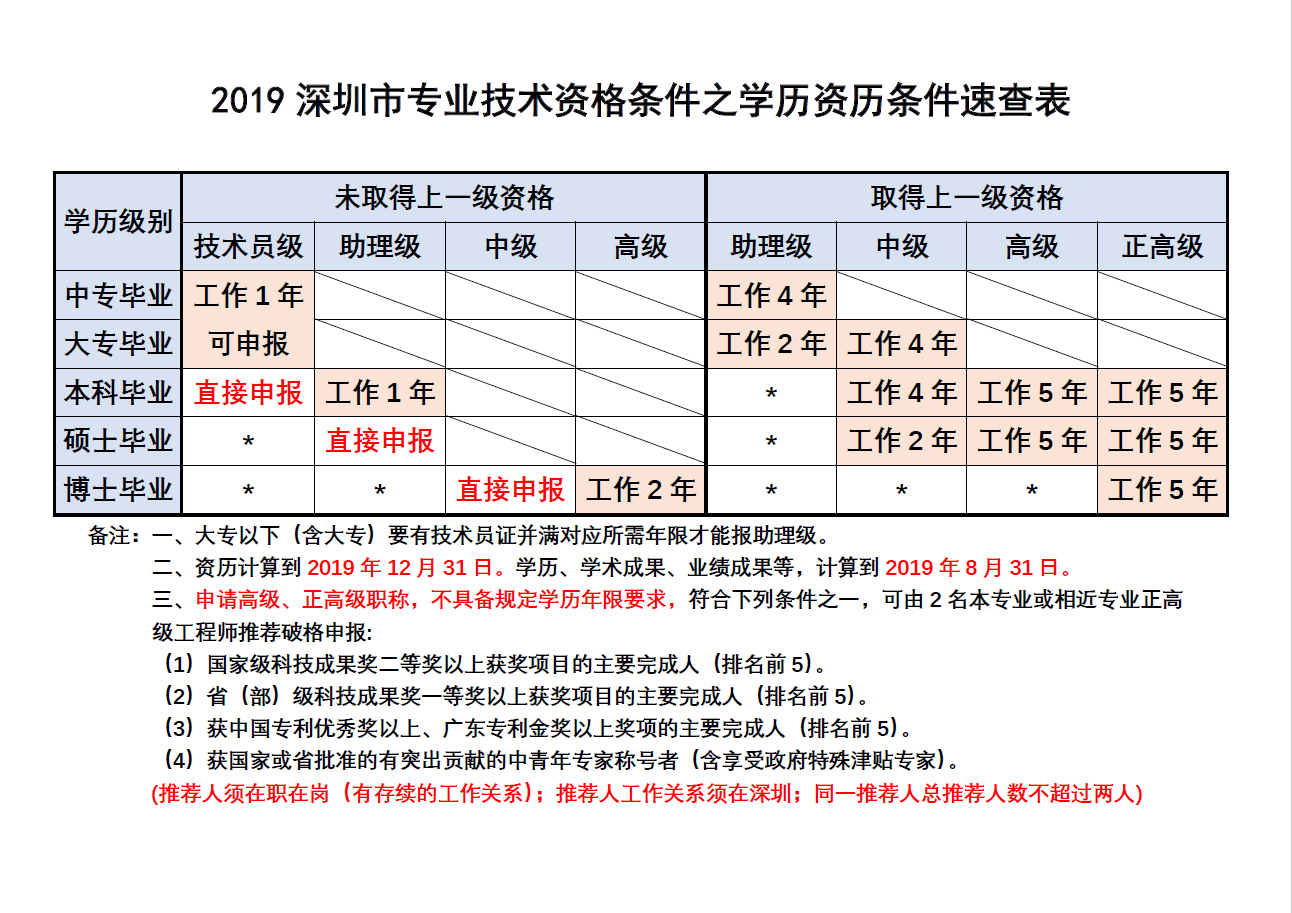 2019 深圳市专业技术资格条件之学历资历条件速查表
学历级别 未取得上一级资格 取得上一级资格
技术员级 助理级 中级 高级 助理级 中级 高级 正高级
中专毕业 工作 1 年 工作 4 年
大专毕业 可申报 工作 2 年 工作 4 年
本科毕业 直接申报 工作 1 年 * 工作 4 年 工作 5 年 工作 5 年
硕士毕业 * 直接申报 * 工作 2 年 工作 5 年 工作 5 年
博士毕业 * * 直接申报 工作 2 年 * * * 工作 5 年
备注：一、大专以下（含大专）要有技术员证并满对应所需年限才能报助理级。
二、资历计算到 2019 年 12 月 31 日。学历、学术成果、业绩成果等，计算到 2019 年 8 月 31 日。
三、申请高级、正高级职称，不具备规定学历年限要求，符合下列条件之一，可由 2 名本专业或相近专业正高
级工程师推荐破格申报:
（1）国家级科技成果奖二等奖以上获奖项目的主要完成人（排名前 5）。
（2）省（部）级科技成果奖一等奖以上获奖项目的主要完成人（排名前 5）。
（3）获中国专利优秀奖以上、广东专利金奖以上奖项的主要完成人（排名前 5）。
（4）获国家或省批准的有突出贡献的中青年专家称号者（含享受政府特殊津贴专家）。
(推荐人须在职在岗（有存续的工作关系）；推荐人工作关系须在深圳；同一推荐人总推荐人数不超过两人)